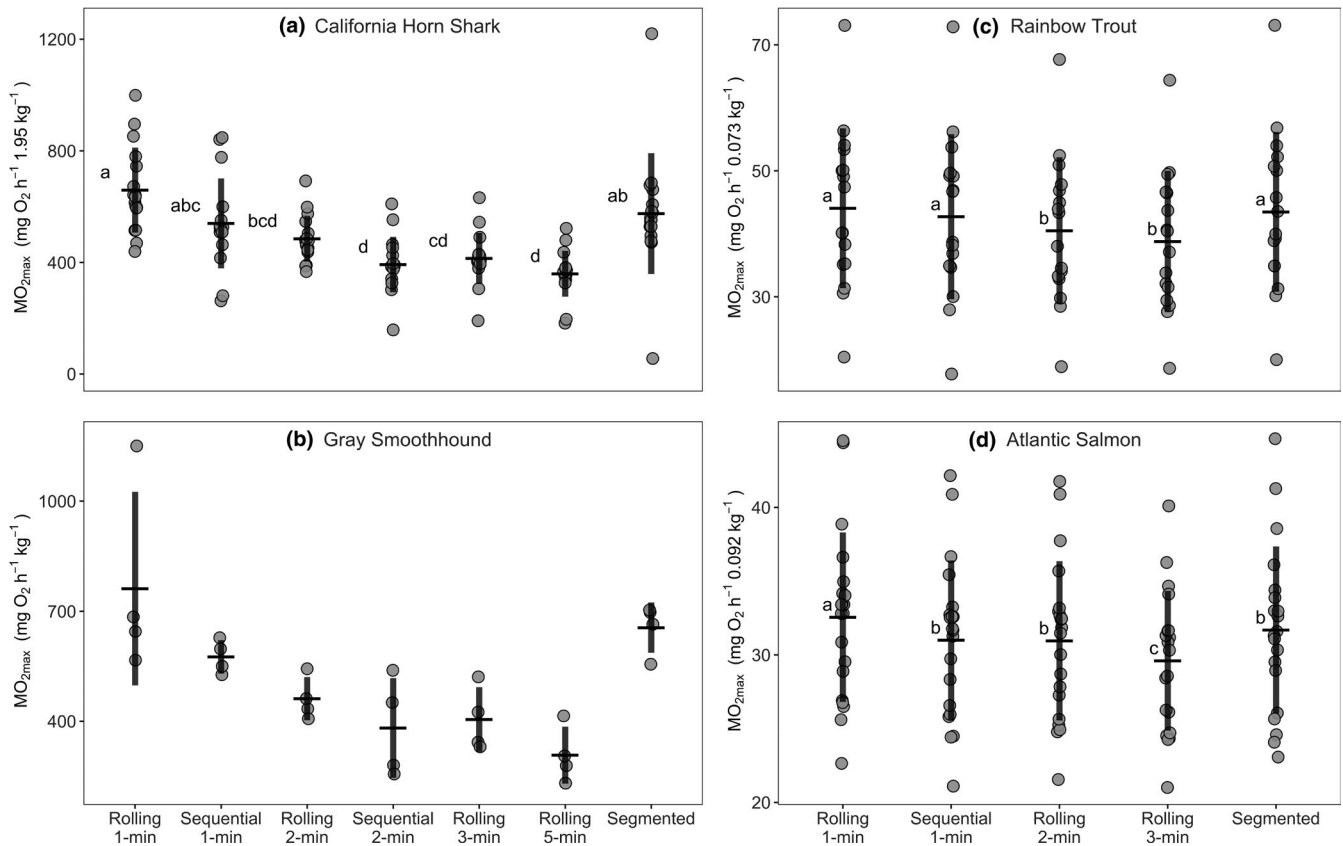 (a) California Horn Shark
MO2max (mg O2 h−1 1.95 kg−1 )
1200
800
400
0
a
abc
bcd
d
cd
d
ab
(c) Rainbow Trout
MO2max (mg O2 h−1 0.073 kg−1 )
70
50
30
a
a
b
b
a
(b) Gray Smoothhound
MO2max (mg O2 h−1 kg−1 )
1000
700
400
Rolling
1-min
Sequential
1-min
Rolling
2-min
Sequential
2-min
Rolling
3-min
Rolling
5-min
Segmented
(d) Atlantic Salmon
MO2max (mg O2 h−1 0.092 kg−1 )
40
30
20
a
b
b
c
b
Rolling
1-min
Sequential
1-min
Rolling
2-min
Rolling
3-min
Segmented